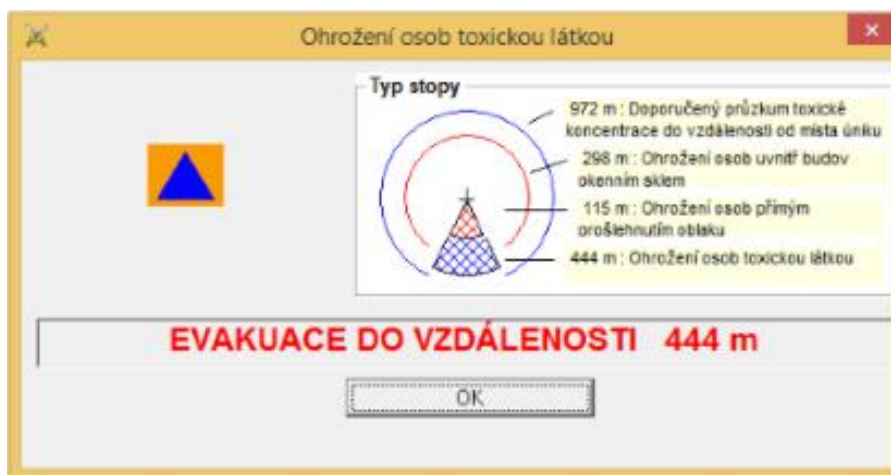 Ohrožení osob toxickou látkou
Typ stopy
972 m : Doporučený průzkum toxické
koncentrace do vzdálenosti od místa úniku
298 m : Ohrožení osob uvnitř budov
okenním sklem
115 m : Ohrožení osob přímým
prošlehnutím oblaku
444 m : Ohrožení osob toxickou látkou
EVAKUACE DO VZDÁLENOSTI 444 m
OK